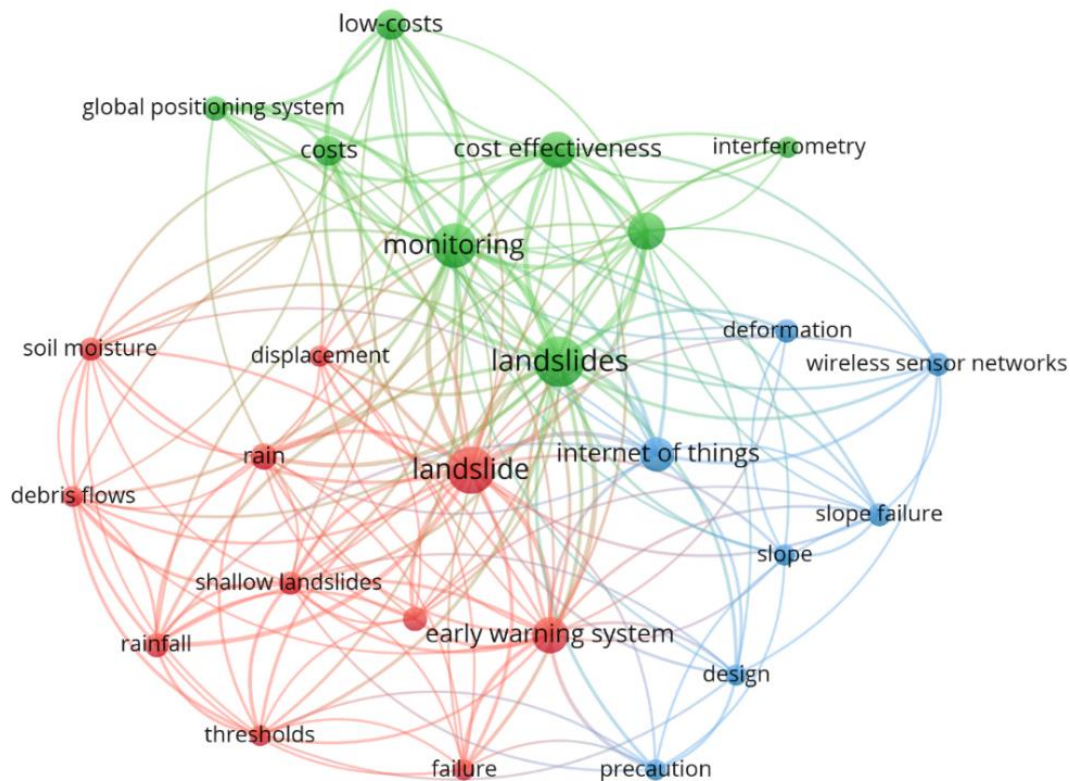 low-costs
global positioning system
costs
cost effectiveness
interferometry
monitoring
deformation
soil moisture
displacement
landslides
wireless sensor networks
rain
landslide
internet of things
debris flows
slope failure
slope
shallow landslides
early warning system
rainfall
design
thresholds
failure
precaution